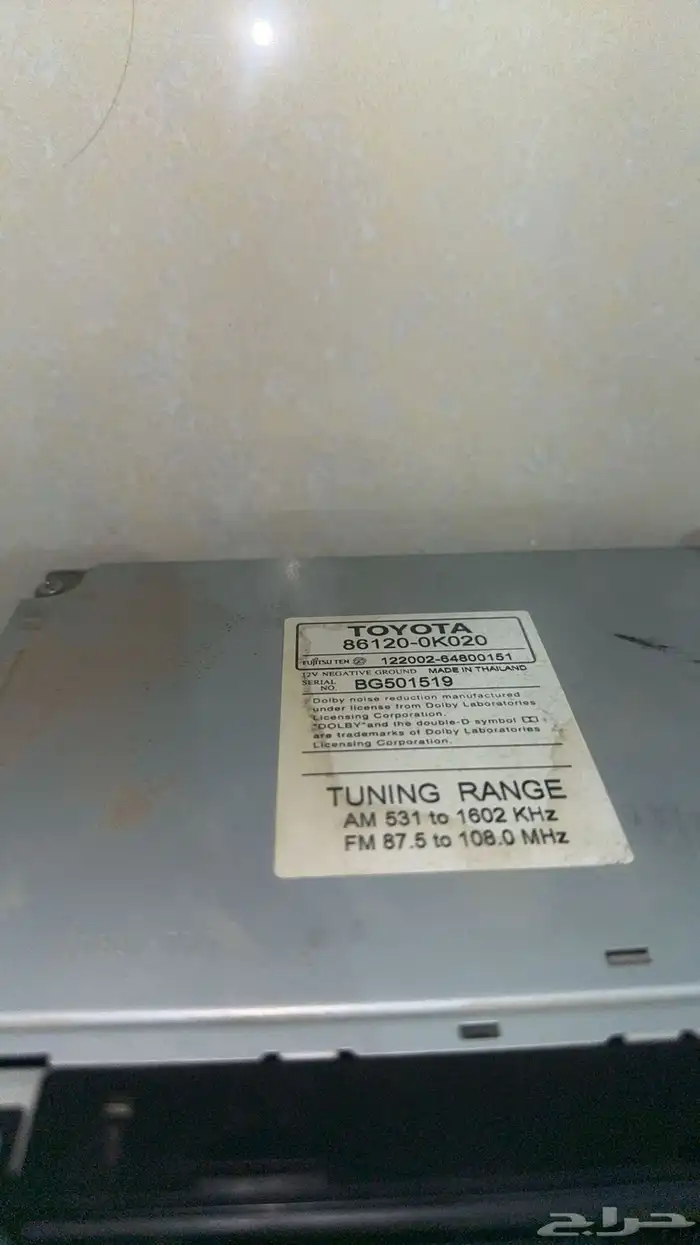 TOYOTA
86120-0K020
FUJITSU TEN 122002-64800151
12V NEGATIVE GROUND MADE IN THAILAND
SERIAL NO. BG501519
Dolby noise reduction manufactured
under license from Dolby Laboratories
Licensing Corporation.
"DOLBY" and the double-D symbol
are trademarks of Dolby Laboratories
Licensing Corporation.
TUNING RANGE
AM 531 to 1602 KHz
FM 87.5 to 108.0 MHz
حراج